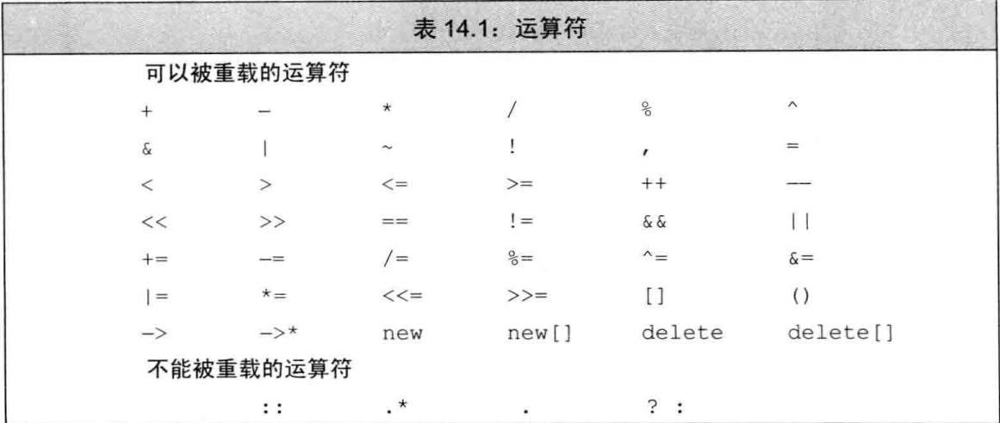 表 14.1：运算符
可以被重载的运算符
+ – * / % ^
& | ~ ! , =
< > <= >= ++ ––
<< >> == != && ||
+= –= /= %= ^= &=
|= *= <<= >>= [] ()
–> –>* new new[] delete delete[]
不能被重载的运算符
:: .* . ? :